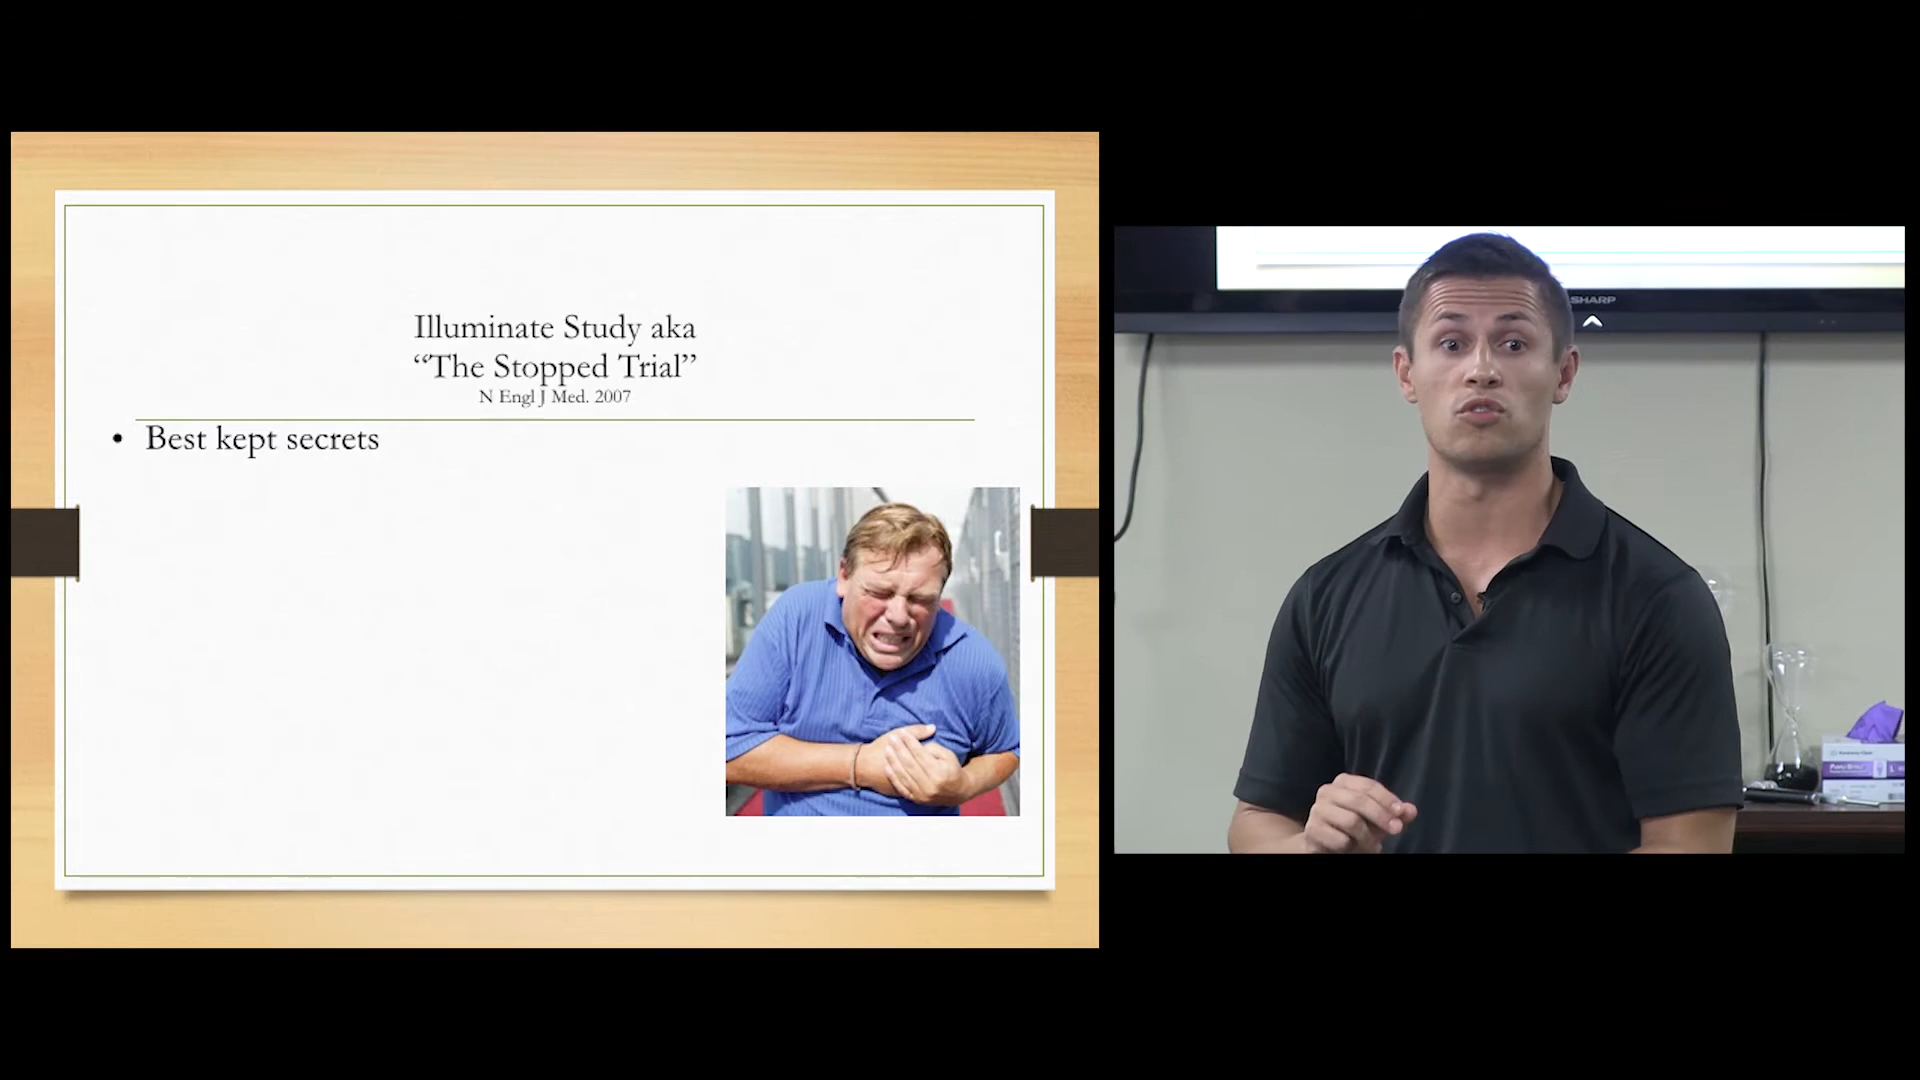 Illuminate Study aka
“The Stopped Trial”
N Engl J Med. 2007
• Best kept secrets
SHARP